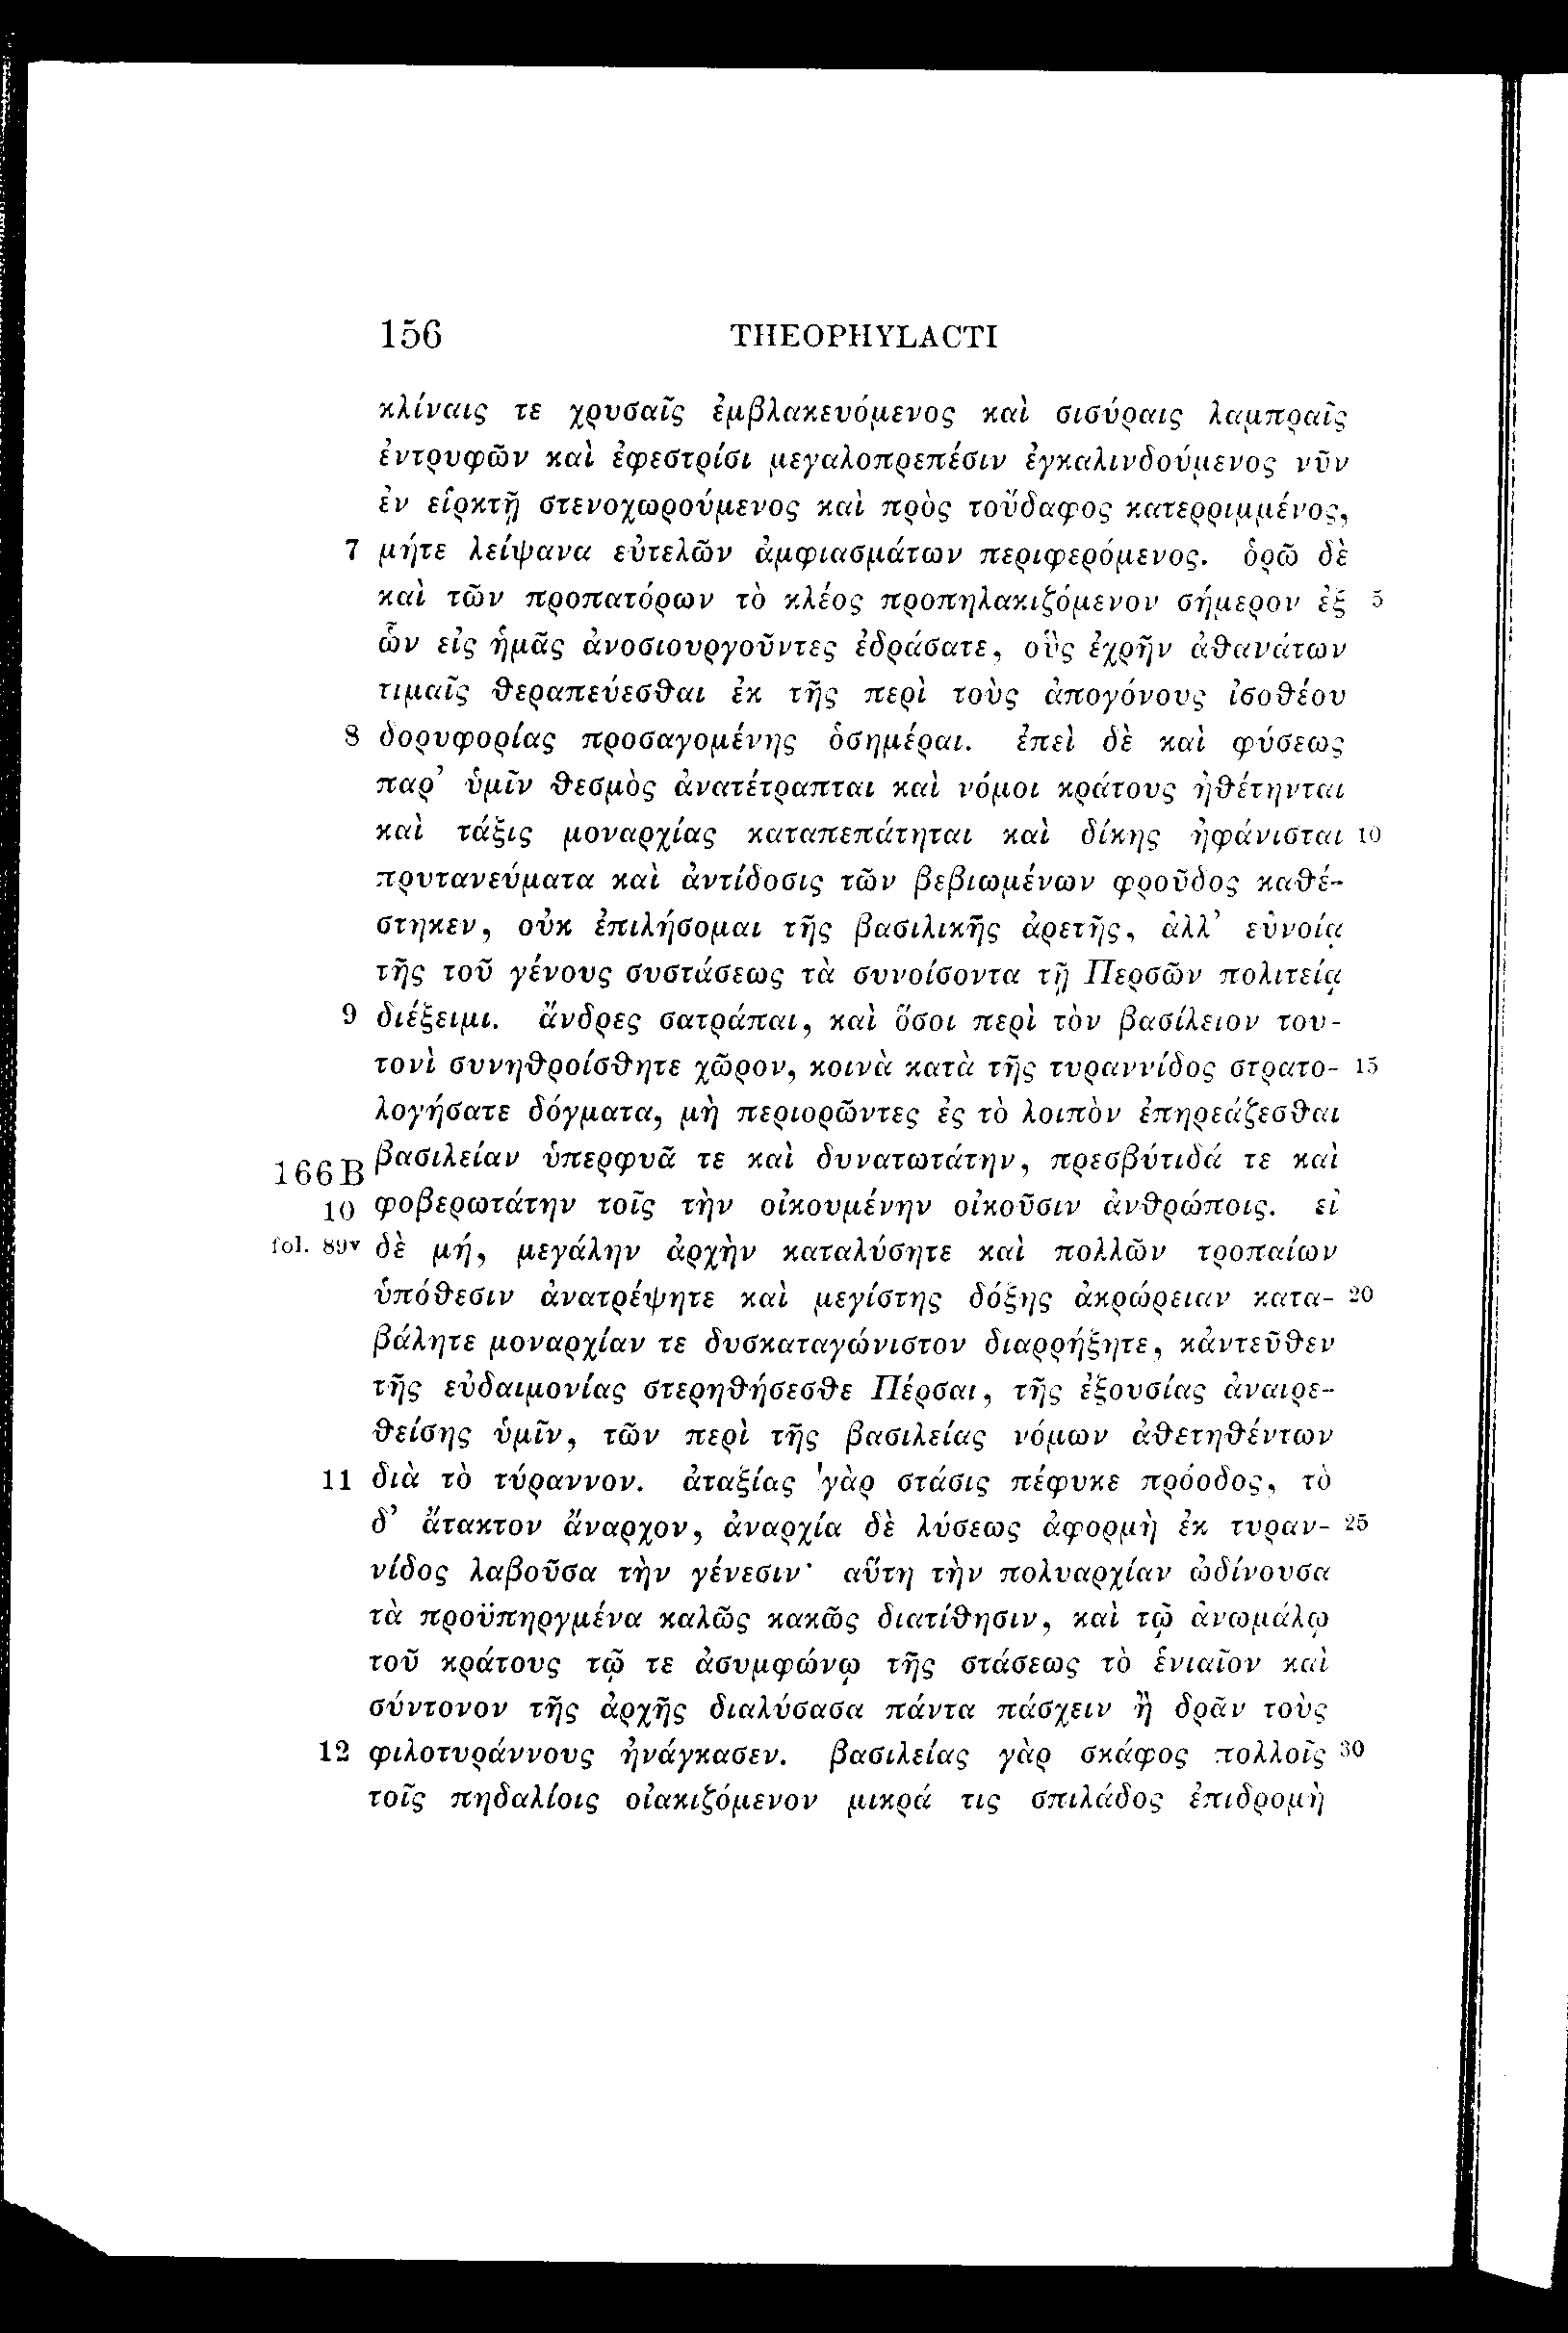 156 THEOPHYLACTI
κλίναις τε χρυσαῖς ἐμβλακευόμενος καὶ σισύραις λαμπραῖς
ἐντρυφῶν καὶ ἐφεστρίσι μεγαλοπρεπέσιν ἐγκαλινδούμενος νῦν
ἐν εἱρκτῇ στενοχωρούμενος καὶ πρὸς τοὔδαφος κατερριμμένος,
7 μήτε λείψανα εὐτελῶν ἀμφιασμάτων περιφερόμενος. ὁρῶ δὲ
καὶ τῶν προπατόρων τὸ κλέος προπηλακιζόμενον σήμερον ἐξ 5
ὧν εἰς ἡμᾶς ἀνοσιουργοῦντες ἐδράσατε, οὓς ἐχρῆν ἀθανάτων
τιμαῖς θεραπεύεσθαι ἐκ τῆς περὶ τοὺς ἀπογόνους ἰσοθέου
8 δορυφορίας προσαγομένης ὁσημέραι. ἐπεὶ δὲ καὶ φύσεως
παρ’ ὑμῖν θεσμὸς ἀνατέτραπται καὶ νόμοι κράτους ἠθέτηνται
καὶ τάξις μοναρχίας καταπεπάτηται καὶ δίκης ἠφάνισται 10
πρυτανεύματα καὶ ἀντίδοσις τῶν βεβιωμένων φροῦδος καθέ-
στηκεν, οὐκ ἐπιλήσομαι τῆς βασιλικῆς ἀρετῆς, ἀλλ’ εὐνοίᾳ
τῆς τοῦ γένους συστάσεως τὰ συνοίσοντα τῇ Περσῶν πολιτείᾳ
9 διέξειμι. ἄνδρες σατράπαι, καὶ ὅσοι περὶ τὸν βασίλειον του-
τονὶ συνηθροίσθητε χῶρον, κοινὰ κατὰ τῆς τυραννίδος στρατο- 15
λογήσατε δόγματα, μὴ περιορῶντες ἐς τὸ λοιπὸν ἐπηρεάζεσθαι
166B βασιλείαν ὑπερφυᾶ τε καὶ δυνατωτάτην, πρεσβύτιδά τε καὶ
10 φοβερωτάτην τοῖς τὴν οἰκουμένην οἰκοῦσιν ἀνθρώποις. εἰ
fol. 89v δὲ μή, μεγάλην ἀρχὴν καταλύσητε καὶ πολλῶν τροπαίων
ὑπόθεσιν ἀνατρέψητε καὶ μεγίστης δόξης ἀκρώρειαν κατα- 20
βάλητε μοναρχίαν τε δυσκαταγώνιστον διαρρήξητε, κἀντεῦθεν
τῆς εὐδαιμονίας στερηθήσεσθε Πέρσαι, τῆς ἐξουσίας ἀναιρε-
θείσης ὑμῖν, τῶν περὶ τῆς βασιλείας νόμων ἀθετηθέντων
11 διὰ τὸ τύραννον. ἀταξίας γὰρ στάσις πέφυκε πρόοδος, τὸ
δ’ ἄτακτον ἄναρχον, ἀναρχία δὲ λύσεως ἀφορμὴ ἐκ τυραν- 25
νίδος λαβοῦσα τὴν γένεσιν· αὕτη τὴν πολυαρχίαν ὠδίνουσα
τὰ προϋπηργμένα καλῶς κακῶς διατίθησιν, καὶ τῷ ἀνωμάλῳ
τοῦ κράτους τῷ τε ἀσυμφώνῳ τῆς στάσεως τὸ ἑνιαῖον καὶ
σύντονον τῆς ἀρχῆς διαλύσασα πάντα πάσχειν ἢ δρᾶν τοὺς
12 φιλοτυράννους ἠνάγκασεν. βασιλείας γὰρ σκάφος πολλοῖς 30
τοῖς πηδαλίοις οἰακιζόμενον μικρά τις σπιλάδος ἐπιδρομὴ